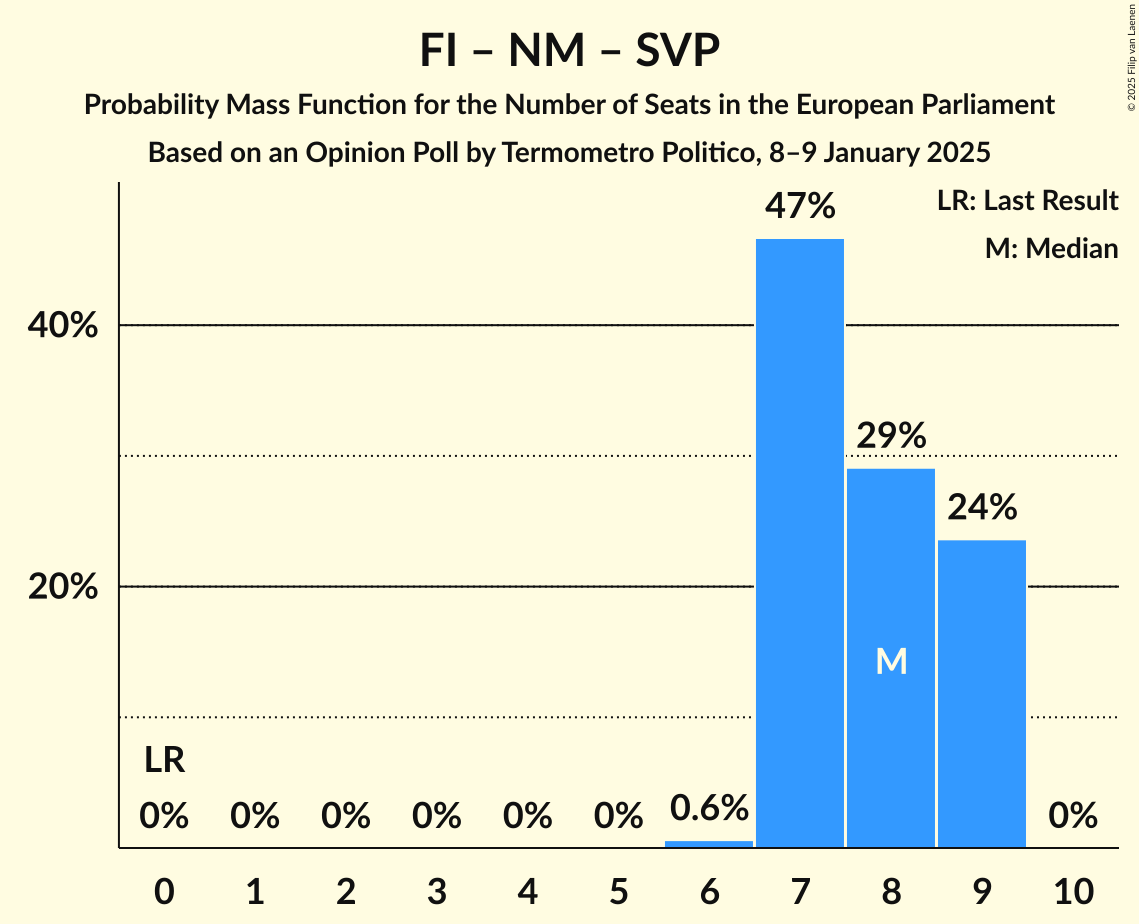 FI – NM – SVP
Probability Mass Function for the Number of Seats in the European Parliament
Based on an Opinion Poll by Termometro Politico, 8–9 January 2025
© 2025 Filip van Laenen
LR: Last Result
M: Median
47%
40%
29%
24%
20%
M
LR
0% 0% 0% 0% 0% 0% 0.6% 0%
0 1 2 3 4 5 6 7 8 9 10